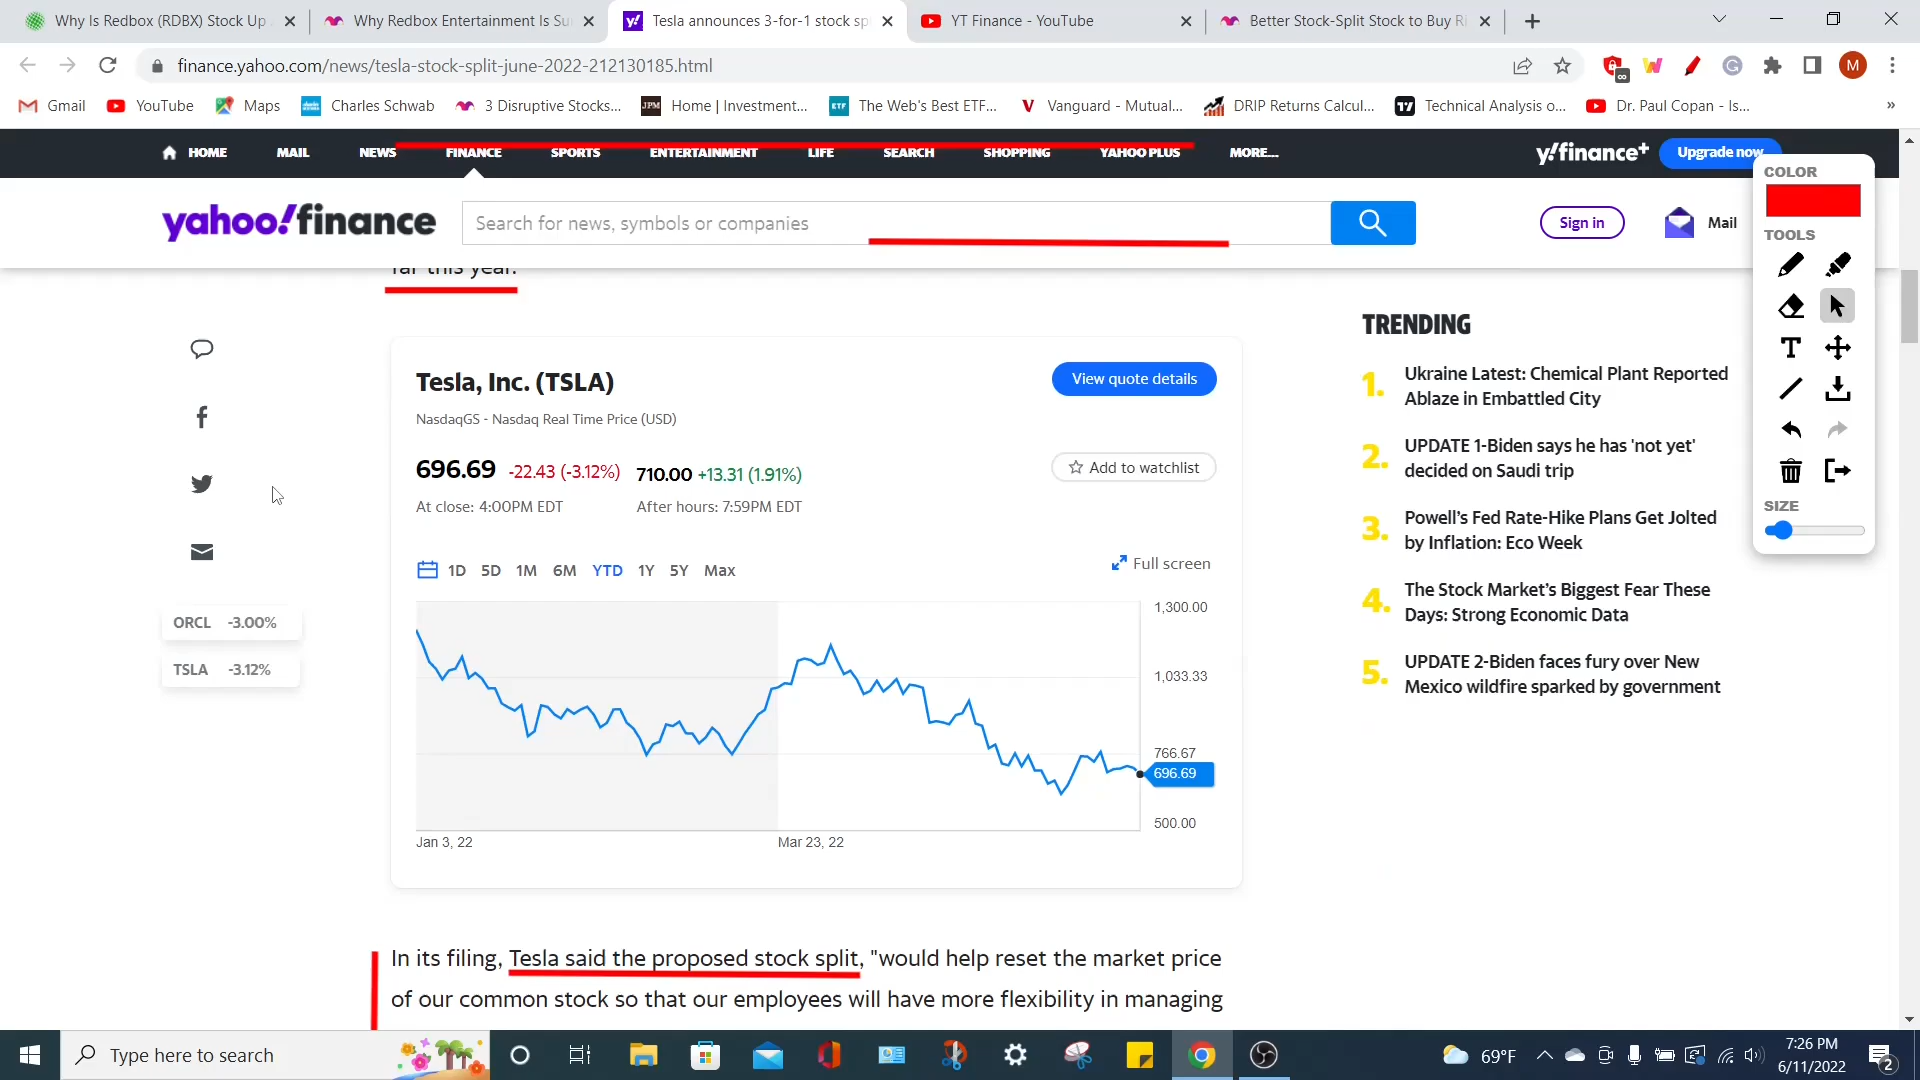 Why Is Redbox (RDBX) Stock Up
Why Redbox Entertainment Is Su
Tesla announces 3-for-1 stock sp
YT Finance - YouTube
Better Stock-Split Stock to Buy Ri
finance.yahoo.com/news/tesla-stock-split-june-2022-212130185.html
M
Gmail
YouTube
Maps
Charles Schwab
3 Disruptive Stocks...
JPM
Home | Investment...
ETF
The Web's Best ETF...
Vanguard - Mutual...
DRIP Returns Calcul...
Technical Analysis o...
Dr. Paul Copan - Is...
»
HOME
MAIL
NEWS
FINANCE
SPORTS
ENTERTAINMENT
LIFE
SEARCH
SHOPPING
YAHOO PLUS
MORE...
y!finance+
Upgrade now
yahoo!finance
Search for news, symbols or companies
Sign in
Mail
COLOR
TOOLS
T
SIZE
far this year.
Tesla, Inc. (TSLA)
View quote details
NasdaqGS - Nasdaq Real Time Price (USD)
696.69 -22.43 (-3.12%) 710.00 +13.31 (1.91%)
Add to watchlist
At close: 4:00PM EDT
After hours: 7:59PM EDT
1D 5D 1M 6M YTD 1Y 5Y Max
Full screen
1,300.00
1,033.33
766.67
696.69
500.00
Jan 3, 22
Mar 23, 22
ORCL -3.00%
TSLA -3.12%
TRENDING
1. Ukraine Latest: Chemical Plant Reported
Ablaze in Embattled City
2. UPDATE 1-Biden says he has 'not yet'
decided on Saudi trip
3. Powell's Fed Rate-Hike Plans Get Jolted
by Inflation: Eco Week
4. The Stock Market's Biggest Fear These
Days: Strong Economic Data
5. UPDATE 2-Biden faces fury over New
Mexico wildfire sparked by government
In its filing, Tesla said the proposed stock split, "would help reset the market price
of our common stock so that our employees will have more flexibility in managing
Type here to search
69°F
7:26 PM
6/11/2022
2